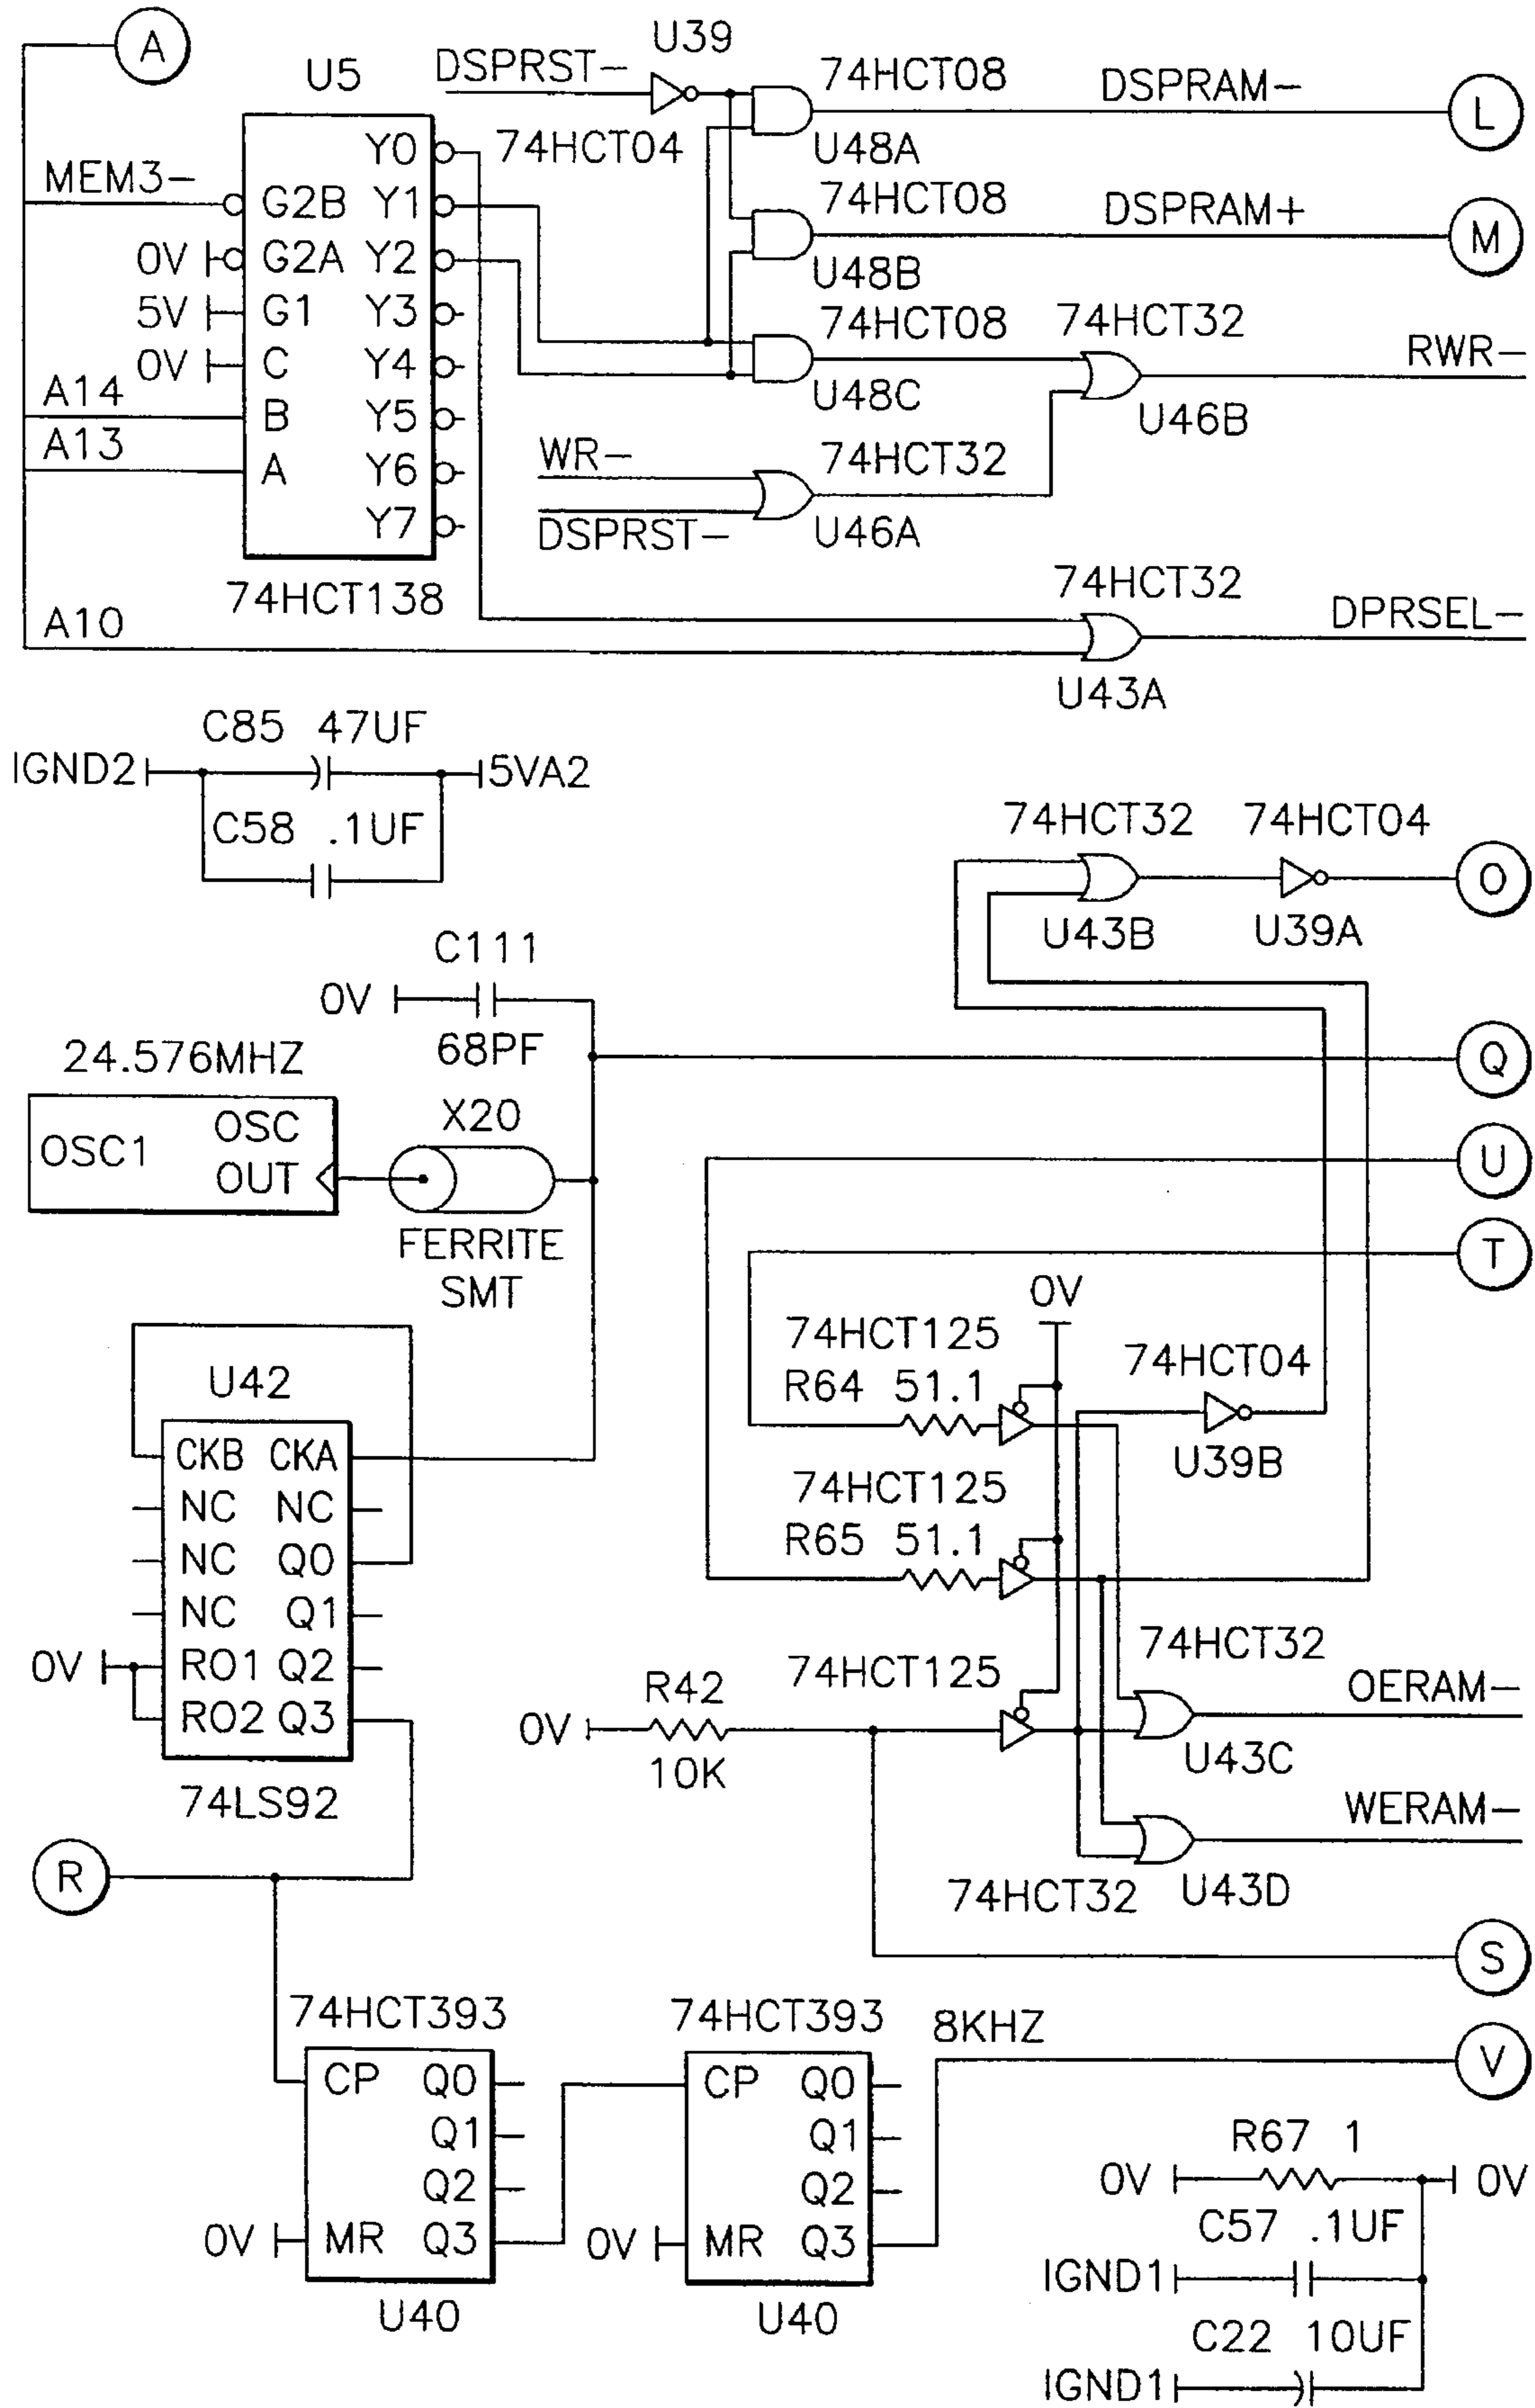 A
U5
DSPRST-
U39
74HCT08
DSPRAM-
L
Y0
74HCT04
U48A
MEM3-
G2B Y1
74HCT08
DSPRAM+
M
0V
G2A Y2
U48B
5V
G1 Y3
74HCT08
74HCT32
RWR-
0V
C Y4
U48C
U46B
A14
B Y5
A13
A Y6
WR-
74HCT32
Y7
DSPRST-
U46A
74HCT138
74HCT32
A10
DPRSEL-
U43A
C85 47UF
IGND2
5VA2
C58 .1UF
74HCT32
74HCT04
O
U43B
U39A
C111
0V
68PF
Q
24.576MHZ
OSC1
OSC
OUT
X20
FERRITE
SMT
U
T
0V
74HCT125
R64 51.1
74HCT04
U39B
U42
CKB CKA
NC NC
NC Q0
NC Q1
0V
RO1 Q2
RO2 Q3
74LS92
74HCT125
R65 51.1
74HCT32
74HCT125
OERAM-
R42
0V
10K
U43C
WERAM-
R
74HCT32
U43D
S
74HCT393
74HCT393
8KHZ
V
CP Q0
Q1
Q2
0V
MR Q3
U40
CP Q0
Q1
Q2
0V
MR Q3
U40
R67 1
0V
0V
C57 .1UF
IGND1
C22 10UF
IGND1